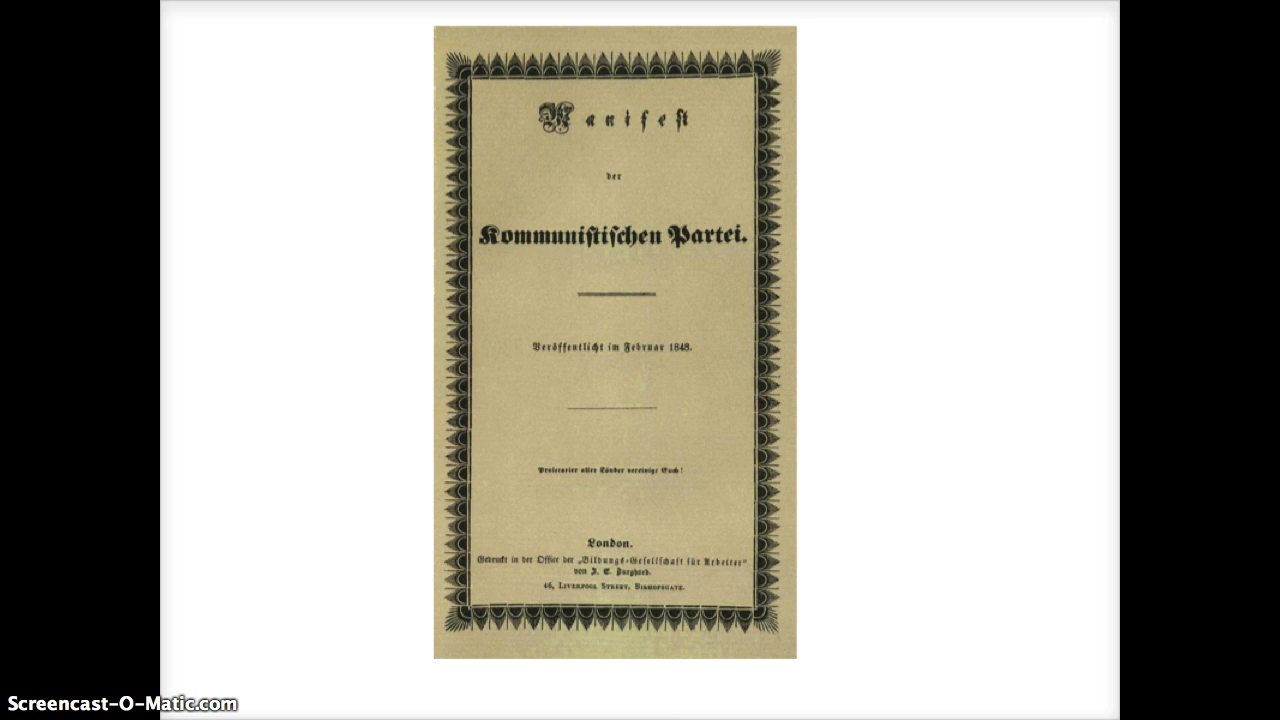 Manifest
der
Kommunistischen Partei.
Veröffentlicht im Februar 1848.
Proletarier aller Länder vereinigt Euch!
London.
Gedruckt in der Office der „Bildungs-Gesellschaft für Arbeiter“
von J. E. Burghard.
46, LIVERPOOL STREET, BISHOPSGATE.
Screencast-O-Matic.com